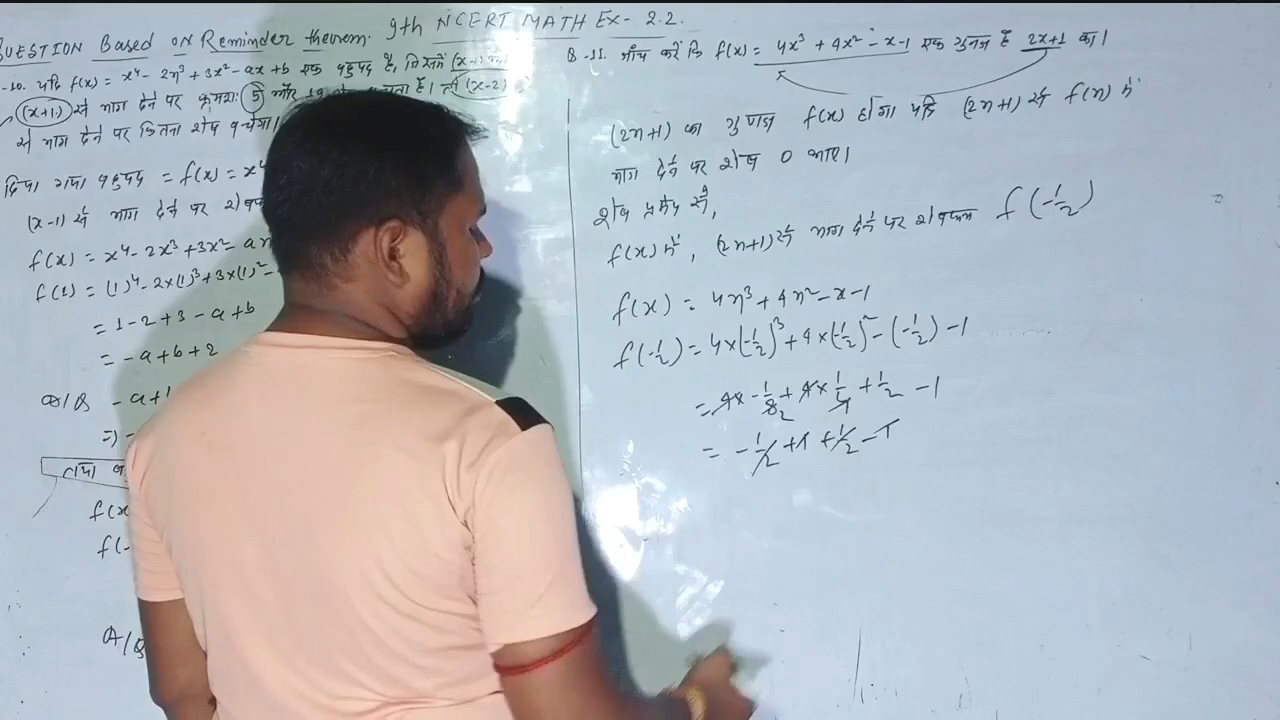 QUESTION Based on Reminder theorem. 9th NCERT MATH EX- 2.2.
-10. यदि f(x) = x⁴ - 2x³ + 3x² - ax + b एक बहुपद है, जिसमें (x-1)
(x+1) से भाग देने पर क्रमशः 5 और 19 है। तो (x-2)
से भाग देने पर कितना शेष बचेगा।
दिया गया बहुपद = f(x) = x⁴
(x-1) से भाग देने पर शेषफल
f(x) = x⁴ - 2x³ + 3x² - ax
f(1) = (1)⁴ - 2×(1)³ + 3×(1)² -
= 1 - 2 + 3 - a + b
= -a + b + 2
A/Q -a+
⇒ -
तथा
f(x
f(-
A/Q
Q-11. जाँच करें कि f(x) = 4x³ + 4x² - x - 1 एक गुणज है 2x+1 का।
(2x+1) का गुणज f(x) होगा यदि (2x+1) से f(x) में
भाग देने पर शेष 0 आए।
शेष प्रमेय से,
f(x) में, (2x+1) से भाग देने पर शेषफल f(-1/2)
f(x) = 4x³ + 4x² - x - 1
f(-1/2) = 4×(-1/2)³ + 4×(-1/2)² - (-1/2) - 1
= 4× -1/8 2 + 4×1/4 + 1/2 - 1
= -1/2 + 1 + 1/2 - 1